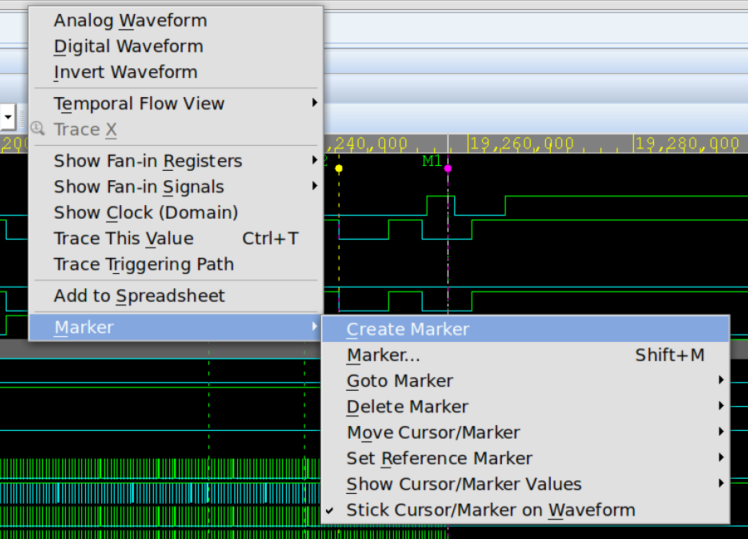 Analog Waveform
Digital Waveform
Invert Waveform
Temporal Flow View
Trace X
200
,240,000
19,260,000
19,280,000
M1
Show Fan-in Registers
Show Fan-in Signals
Show Clock (Domain)
Trace This Value Ctrl+T
Trace Triggering Path
Add to Spreadsheet
Marker
Create Marker
Marker... Shift+M
Goto Marker
Delete Marker
Move Cursor/Marker
Set Reference Marker
Show Cursor/Marker Values
Stick Cursor/Marker on Waveform